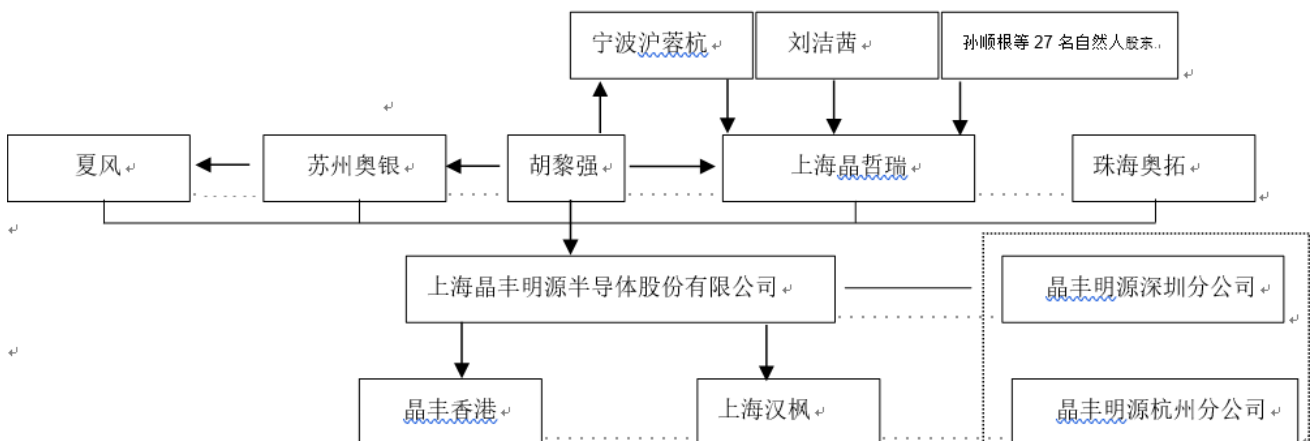 宁波沪蓉杭
刘洁茜
孙顺根等 27 名自然人股东
夏风
苏州奥银
胡黎强
上海晶哲瑞
珠海奥拓
上海晶丰明源半导体股份有限公司
晶丰明源深圳分公司
晶丰香港
上海汉枫
晶丰明源杭州分公司